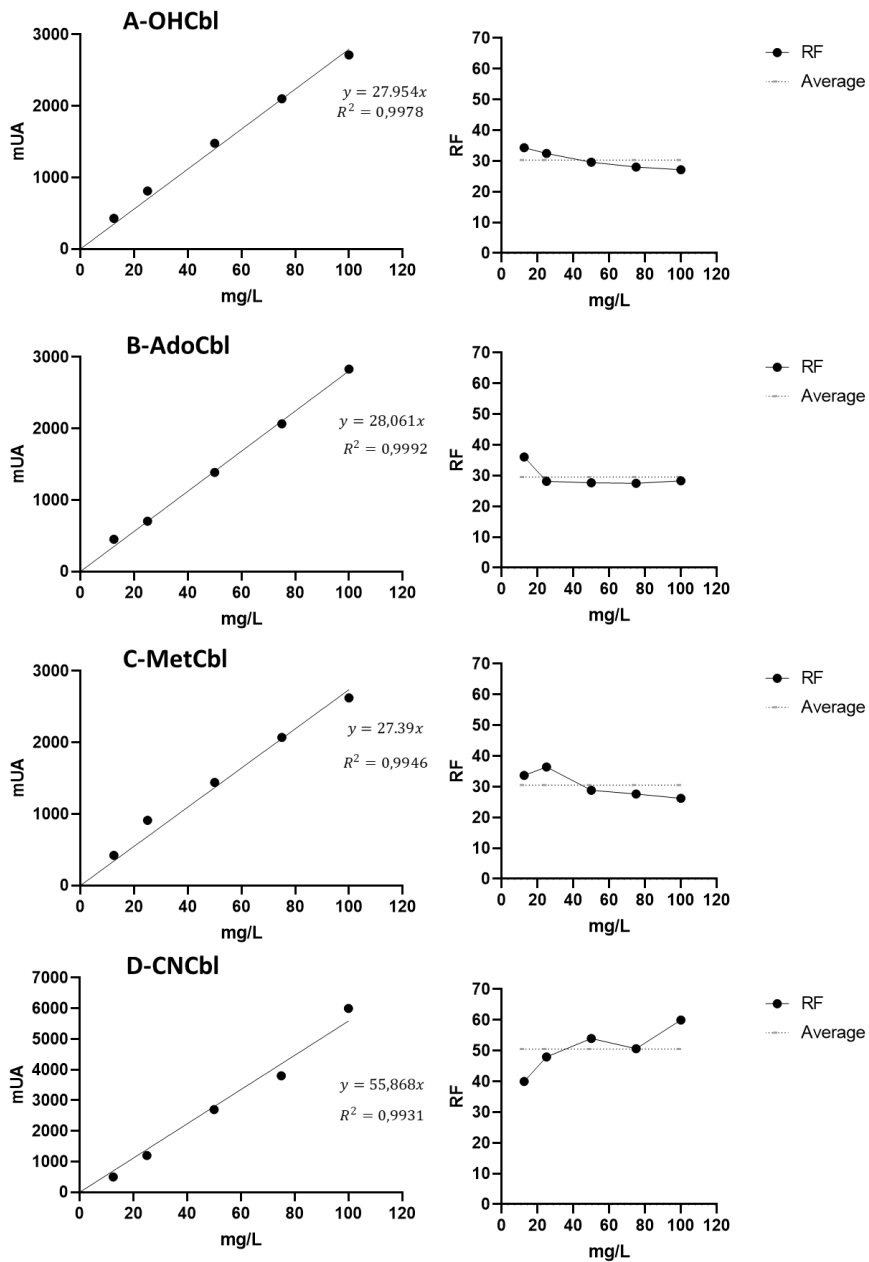 A-OHCbl
3000
2000
1000
0
mUA
0 20 40 60 80 100 120
mg/L
y = 27.954x
R² = 0,9978
70
60
50
40
30
20
10
0
RF
0 20 40 60 80 100 120
mg/L
RF
Average
B-AdoCbl
3000
2000
1000
0
mUA
0 20 40 60 80 100 120
mg/L
y = 28,061x
R² = 0,9992
70
60
50
40
30
20
10
0
RF
0 20 40 60 80 100 120
mg/L
RF
Average
C-MetCbl
3000
2000
1000
0
mUA
0 20 40 60 80 100 120
mg/L
y = 27.39x
R² = 0,9946
70
60
50
40
30
20
10
0
RF
0 20 40 60 80 100 120
mg/L
RF
Average
D-CNCbl
7000
6000
5000
4000
3000
2000
1000
0
mUA
0 20 40 60 80 100 120
mg/L
y = 55,868x
R² = 0,9931
70
60
50
40
30
20
10
0
RF
0 20 40 60 80 100 120
mg/L
RF
Average